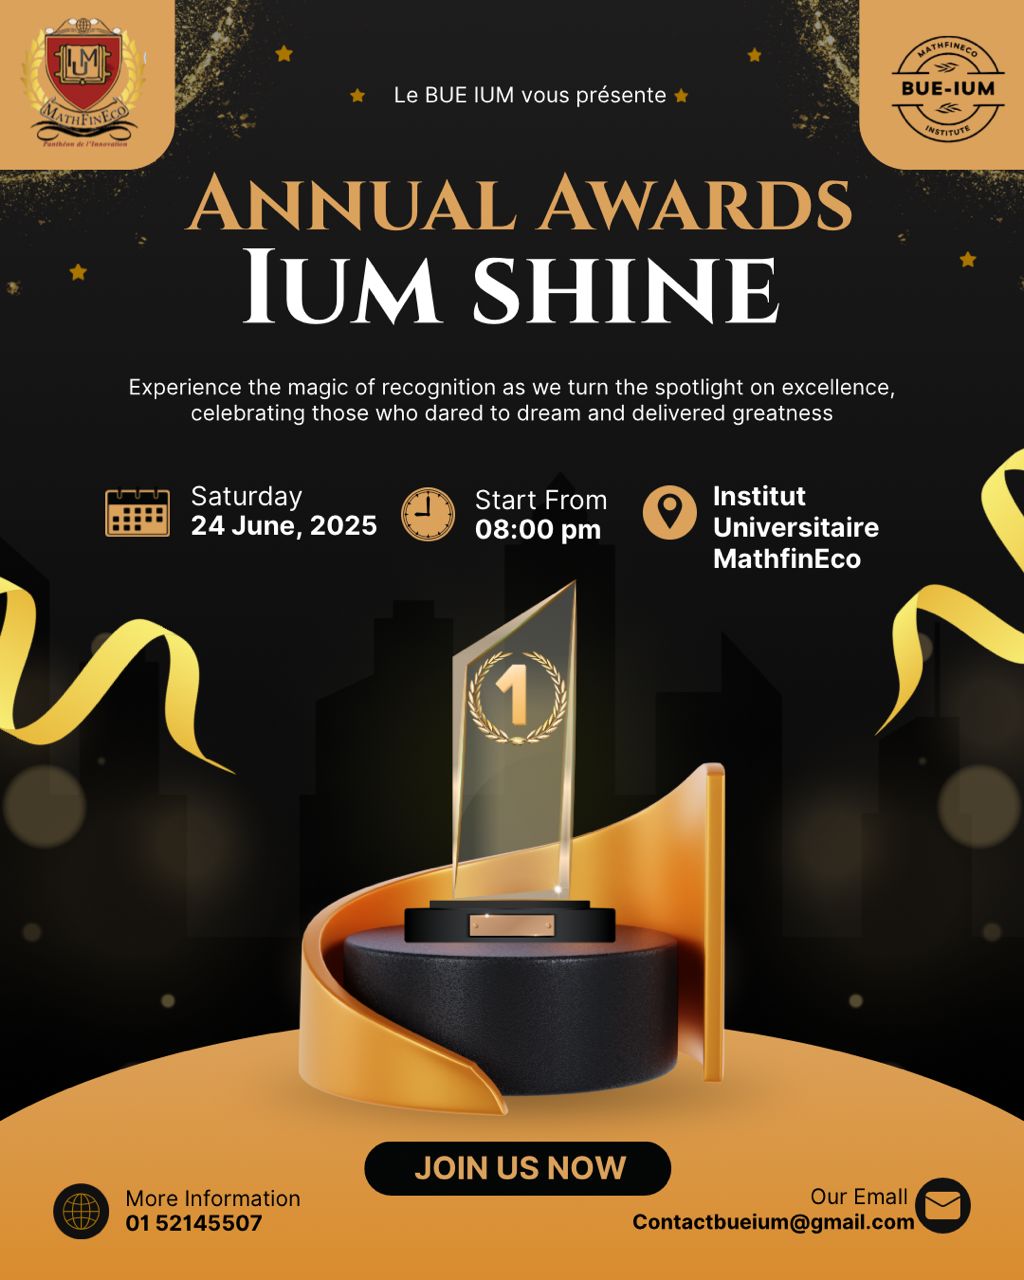 IUM
MATHFINECO
Panthéon de l'Innovation
MATHFINECO
BUE-IUM
INSTITUTE
Le BUE IUM vous présente
ANNUAL AWARDS
IUM SHINE
Experience the magic of recognition as we turn the spotlight on excellence,
celebrating those who dared to dream and delivered greatness
Saturday
24 June, 2025
Start From
08:00 pm
Institut
Universitaire
MathfinEco
1
JOIN US NOW
More Information
01 52145507
Our Emall
Contactbueium@gmail.com